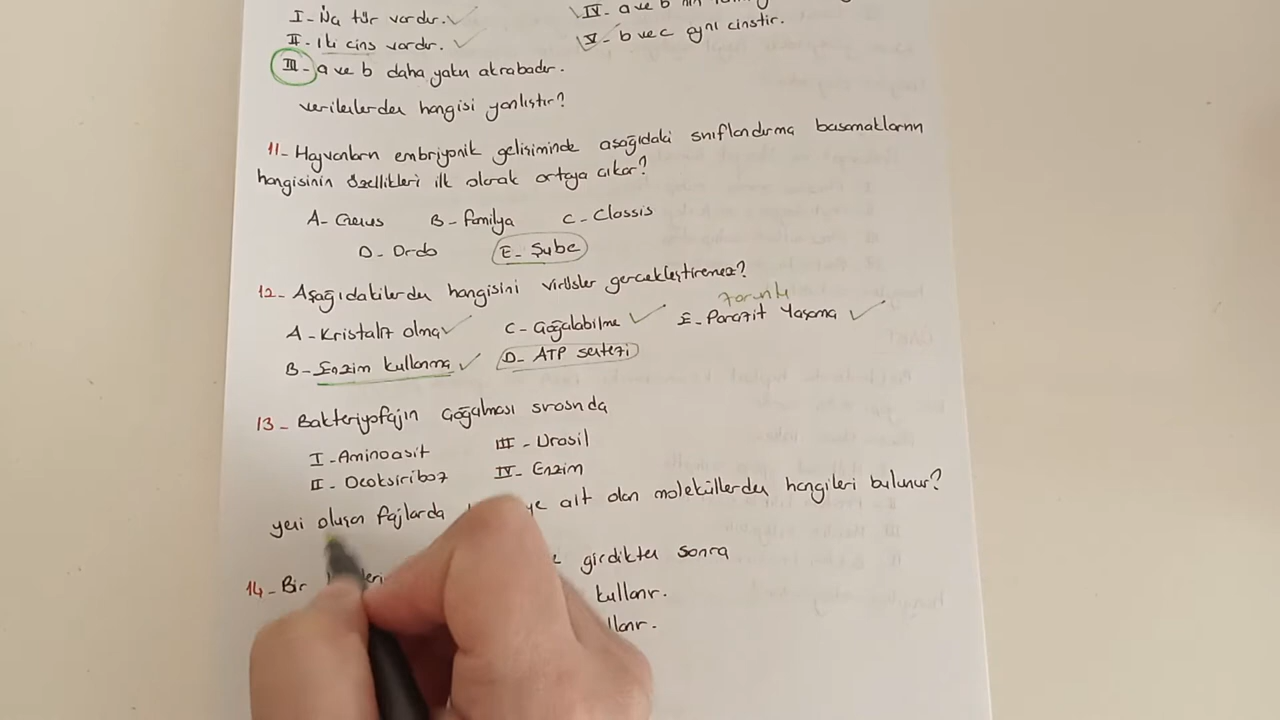 I - Üç tür vardır.
IV - a ve b nin
II - İki cins vardır.
V - b ve c aynı cinstir.
III - a ve b daha yakın akrabadır.
verilenlerden hangisi yanlıştır?
11- Hayvanların embriyonik gelişiminde aşağıdaki sınıflandırma basamaklarının
hangisinin özellikleri ilk olarak ortaya çıkar?
A- Genus B- Familya C- Classis
D- Ordo E- Şube
12- Aşağıdakilerden hangisini virüsler gerçekleştiremez?
zorunlu
A- Kristalize olma C- Çoğalabilme E- Parazit Yaşama
B- Enzim kullanma D- ATP sentezi
13- Bakteriyofajın çoğalması sırasında
I - Aminoasit III - Urasil
II - Deoksiriboz IV- Enzim
yeni oluşan fajlarda ait olan moleküllerden hangileri bulunur?
14- Bir girdikten sonra
kullanır.